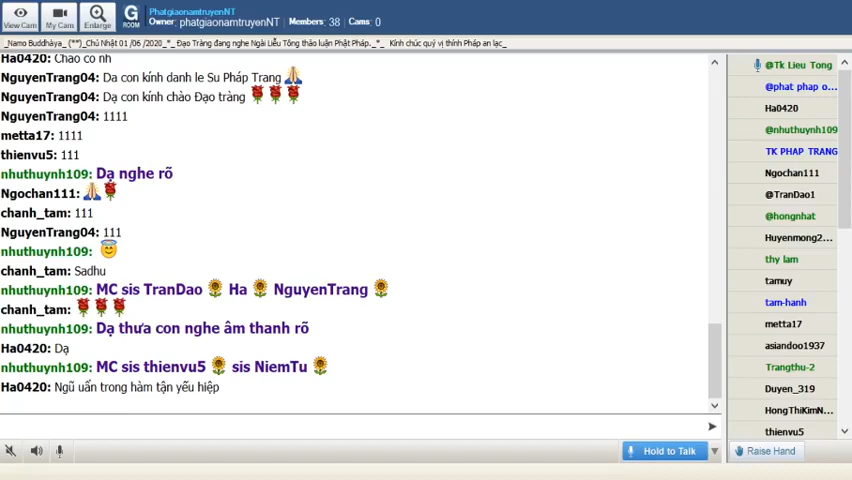 PhatgiaonamtruyenNT
Owner: phatgiaonamtruyenNT Members: 38 Cams: 0
View Cam My Cam Enlarge G ROOM
_Namo Buddhàya_ (**)_Chủ Nhật 01 /06 /2020_*_ Đạo Tràng đang nghe Ngài Liễu Tông thảo luận Phật Pháp._*_ Kính chúc quý vị thính Pháp an lạc_
Ha0420: Chào cô nh
NguyenTrang04: Da con kính danh le Su Pháp Trang
NguyenTrang04: Dạ con kính chào Đạo tràng
NguyenTrang04: 1111
metta17: 1111
thienvu5: 111
nhuthuynh109: Dạ nghe rõ
Ngochan111:
chanh_tam: 111
NguyenTrang04: 111
nhuthuynh109:
chanh_tam: Sadhu
nhuthuynh109: MC sis TranDao Ha NguyenTrang
chanh_tam:
nhuthuynh109: Dạ thưa con nghe âm thanh rõ
Ha0420: Dạ
nhuthuynh109: MC sis thienvu5 sis NiemTu
Ha0420: Ngũ uẩn trong hàm tận yếu hiệp
@Tk Lieu Tong
@phat phap o...
Ha0420
@nhuthuynh109
TK PHAP TRANG
Ngochan111
@TranDao1
@hongnhat
Huyenmong2...
thy lam
tamuy
tam-hanh
metta17
asiandoo1937
Trangthu-2
Duyen_319
HongThiKimN...
thienvu5
Hold to Talk
Raise Hand